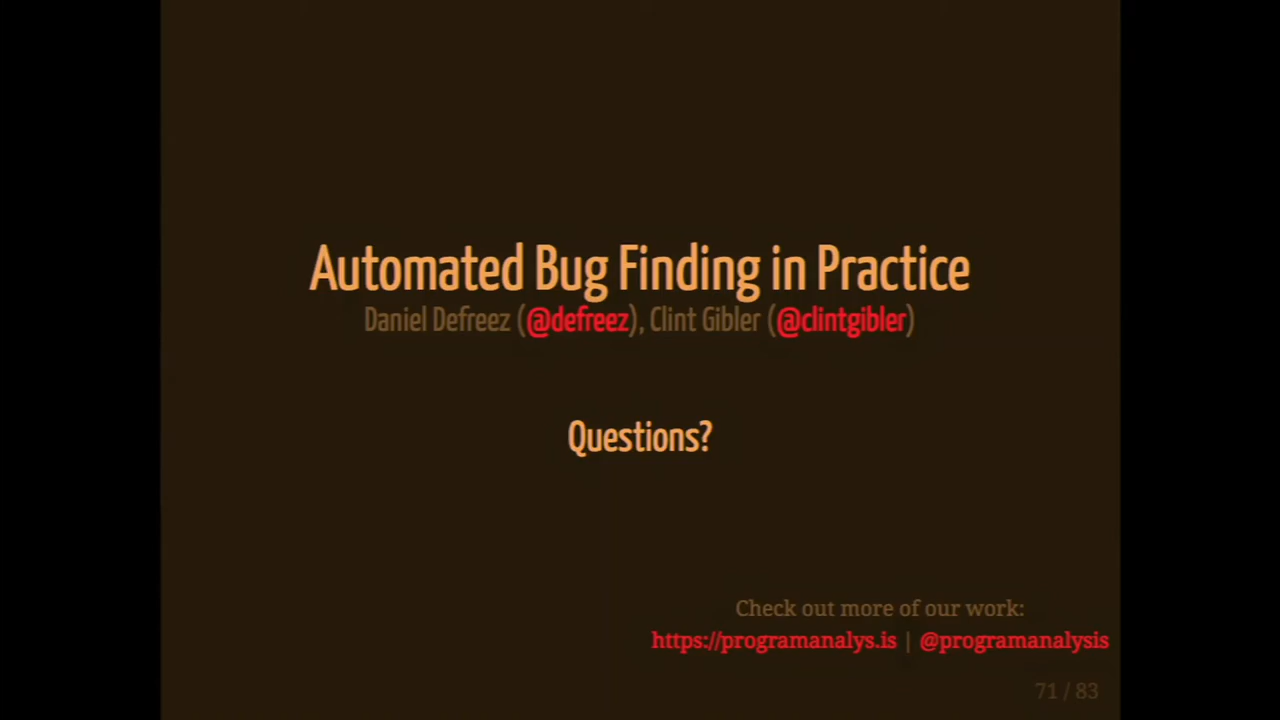 Automated Bug Finding in Practice
Daniel Defreez (@defreez), Clint Gibler (@clintgibler)
Questions?
Check out more of our work:
https://programanalys.is | @programanalysis
71 / 83